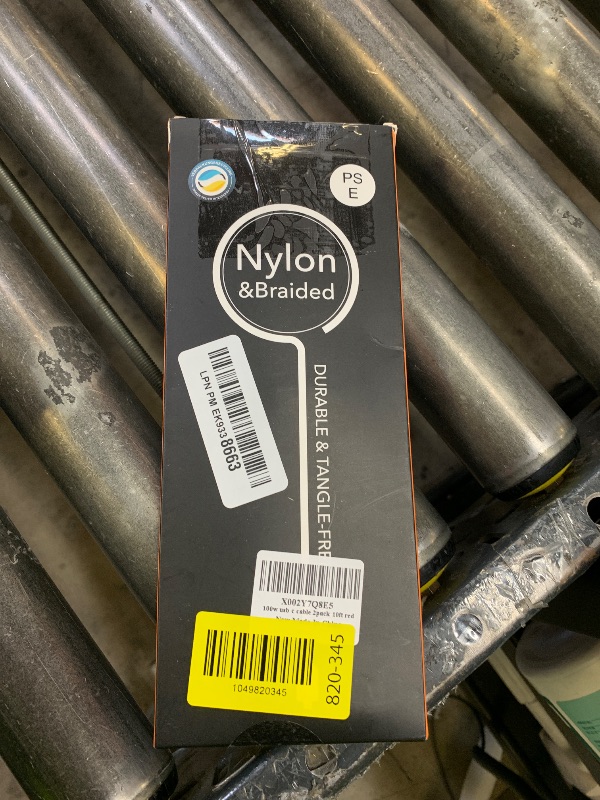 PS
E
Nylon
&Braided
DURABLE & TANGLE-FRE
LPN PM EK9338663
X002Y7Q8E5
100w usb c cable 2pack 10ft red
1049820345
820-345